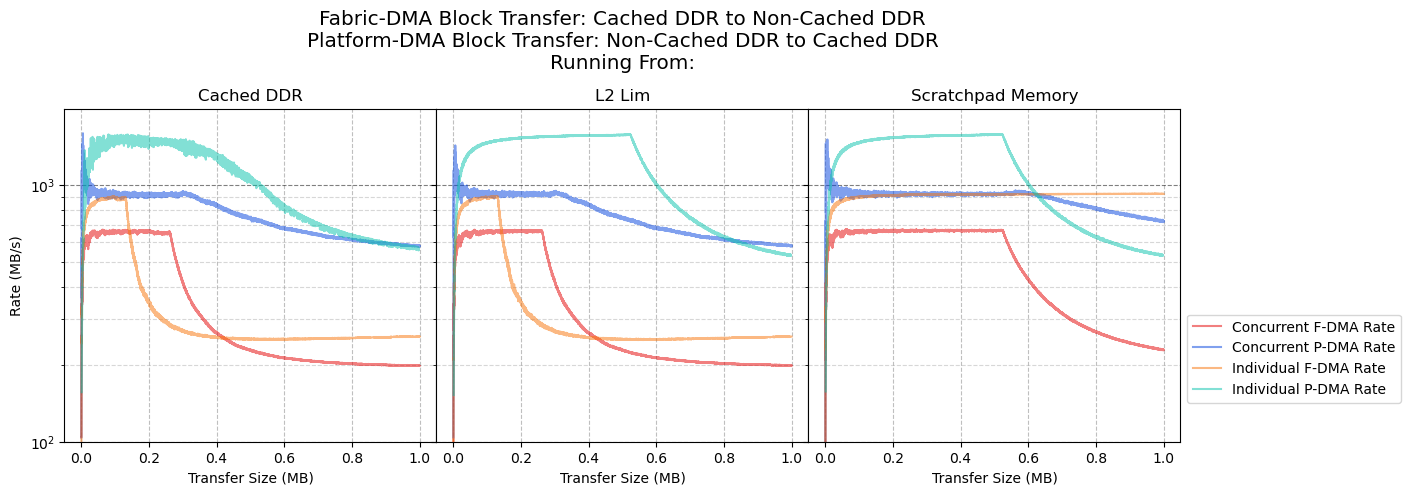 Fabric-DMA Block Transfer: Cached DDR to Non-Cached DDR
Platform-DMA Block Transfer: Non-Cached DDR to Cached DDR
Running From:
Cached DDR
L2 Lim
Scratchpad Memory
Rate (MB/s)
10³
10²
0.0 0.2 0.4 0.6 0.8 1.0
0.0 0.2 0.4 0.6 0.8 1.0
0.0 0.2 0.4 0.6 0.8 1.0
Transfer Size (MB)
Transfer Size (MB)
Transfer Size (MB)
Concurrent F-DMA Rate
Concurrent P-DMA Rate
Individual F-DMA Rate
Individual P-DMA Rate